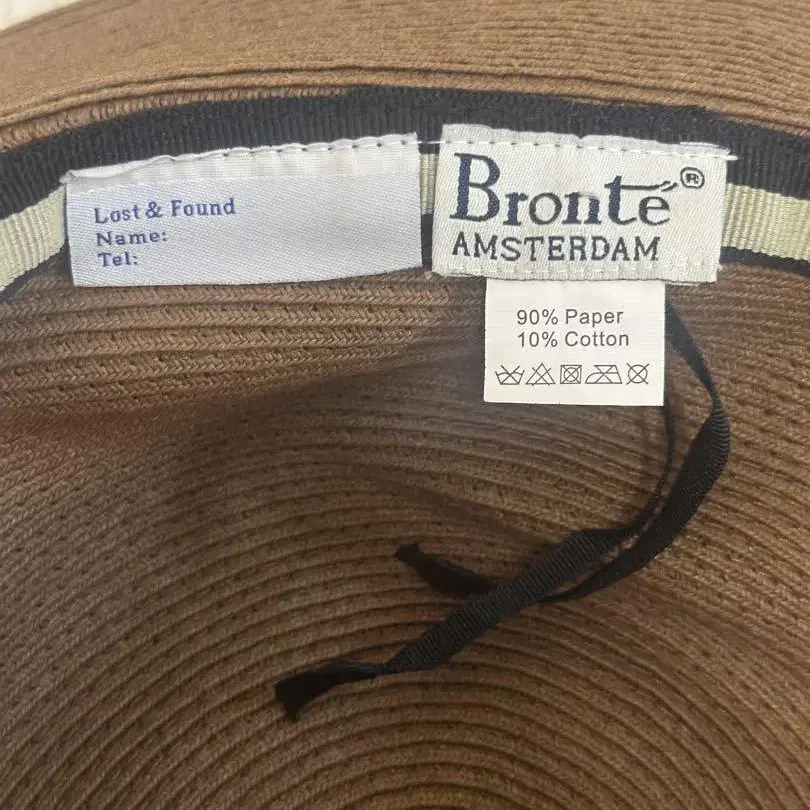 Lost & Found
Name:
Tel:
Bronté®
AMSTERDAM
90% Paper
10% Cotton